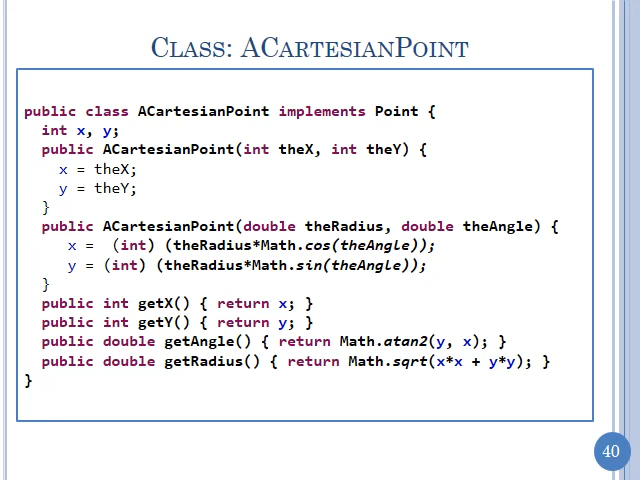 CLASS: ACARTESIANPOINT
public class ACartesianPoint implements Point {
int x, y;
public ACartesianPoint(int theX, int theY) {
x = theX;
y = theY;
}
public ACartesianPoint(double theRadius, double theAngle) {
x = (int) (theRadius*Math.cos(theAngle));
y = (int) (theRadius*Math.sin(theAngle));
}
public int getX() { return x; }
public int getY() { return y; }
public double getAngle() { return Math.atan2(y, x); }
public double getRadius() { return Math.sqrt(x*x + y*y); }
}
40